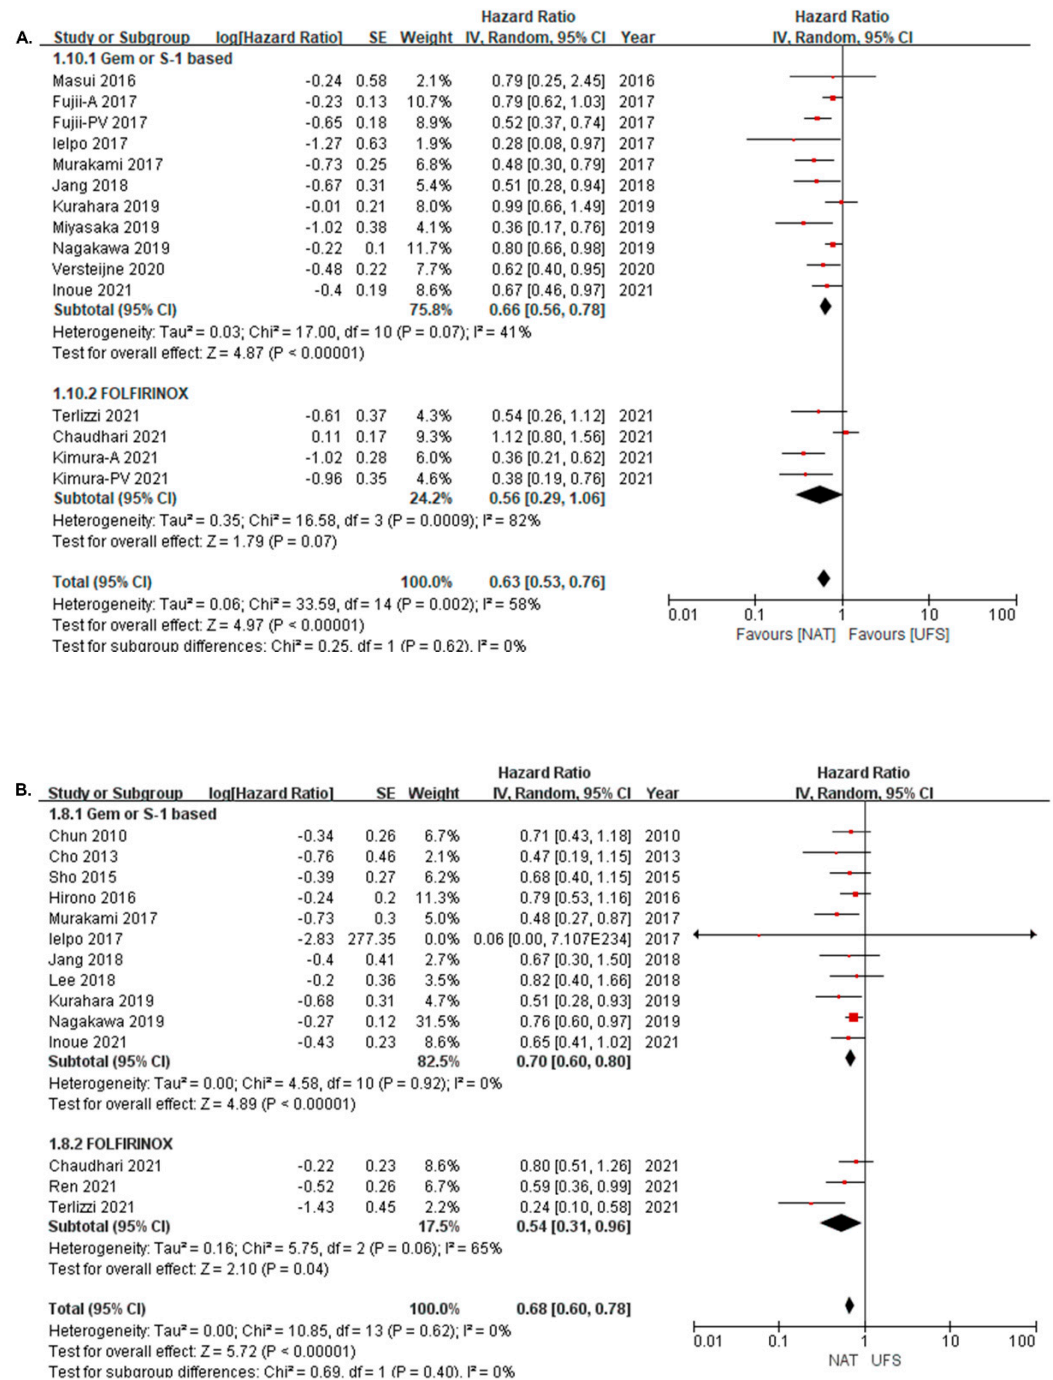 Hazard Ratio Hazard Ratio
A. Study or Subgroup log[Hazard Ratio] SE Weight IV, Random, 95% CI Year IV, Random, 95% CI
1.10.1 Gem or S-1 based
Masui 2016 -0.24 0.58 2.1% 0.79 [0.25, 2.45] 2016
Fujii-A 2017 -0.23 0.13 10.7% 0.79 [0.62, 1.03] 2017
Fujii-PV 2017 -0.65 0.18 8.9% 0.52 [0.37, 0.74] 2017
Ielpo 2017 -1.27 0.63 1.9% 0.28 [0.08, 0.97] 2017
Murakami 2017 -0.73 0.25 6.8% 0.48 [0.30, 0.79] 2017
Jang 2018 -0.67 0.31 5.4% 0.51 [0.28, 0.94] 2018
Kurahara 2019 -0.01 0.21 8.0% 0.99 [0.66, 1.49] 2019
Miyasaka 2019 -1.02 0.38 4.1% 0.36 [0.17, 0.76] 2019
Nagakawa 2019 -0.22 0.1 11.7% 0.80 [0.66, 0.98] 2019
Versteijne 2020 -0.48 0.22 7.7% 0.62 [0.40, 0.95] 2020
Inoue 2021 -0.4 0.19 8.6% 0.67 [0.46, 0.97] 2021
Subtotal (95% CI) 75.8% 0.66 [0.56, 0.78]
Heterogeneity: Tau² = 0.03; Chi² = 17.00, df = 10 (P = 0.07); I² = 41%
Test for overall effect: Z = 4.87 (P < 0.00001)
1.10.2 FOLFIRINOX
Terlizzi 2021 -0.61 0.37 4.3% 0.54 [0.26, 1.12] 2021
Chaudhari 2021 0.11 0.17 9.3% 1.12 [0.80, 1.56] 2021
Kimura-A 2021 -1.02 0.28 6.0% 0.36 [0.21, 0.62] 2021
Kimura-PV 2021 -0.96 0.35 4.6% 0.38 [0.19, 0.76] 2021
Subtotal (95% CI) 24.2% 0.56 [0.29, 1.06]
Heterogeneity: Tau² = 0.35; Chi² = 16.58, df = 3 (P = 0.0009); I² = 82%
Test for overall effect: Z = 1.79 (P = 0.07)
Total (95% CI) 100.0% 0.63 [0.53, 0.76]
Heterogeneity: Tau² = 0.06; Chi² = 33.59, df = 14 (P = 0.002); I² = 58%
Test for overall effect: Z = 4.97 (P < 0.00001)
Test for subgroup differences: Chi² = 0.25, df = 1 (P = 0.62), I² = 0%
0.01 0.1 1 10 100
Favours [NAT] Favours [UFS]
Hazard Ratio Hazard Ratio
B. Study or Subgroup log[Hazard Ratio] SE Weight IV, Random, 95% CI Year IV, Random, 95% CI
1.8.1 Gem or S-1 based
Chun 2010 -0.34 0.26 6.7% 0.71 [0.43, 1.18] 2010
Cho 2013 -0.76 0.46 2.1% 0.47 [0.19, 1.15] 2013
Sho 2015 -0.39 0.27 6.2% 0.68 [0.40, 1.15] 2015
Hirono 2016 -0.24 0.2 11.3% 0.79 [0.53, 1.16] 2016
Murakami 2017 -0.73 0.3 5.0% 0.48 [0.27, 0.87] 2017
Ielpo 2017 -2.83 277.35 0.0% 0.06 [0.00, 7.107E234] 2017
Jang 2018 -0.4 0.41 2.7% 0.67 [0.30, 1.50] 2018
Lee 2018 -0.2 0.36 3.5% 0.82 [0.40, 1.66] 2018
Kurahara 2019 -0.68 0.31 4.7% 0.51 [0.28, 0.93] 2019
Nagakawa 2019 -0.27 0.12 31.5% 0.76 [0.60, 0.97] 2019
Inoue 2021 -0.43 0.23 8.6% 0.65 [0.41, 1.02] 2021
Subtotal (95% CI) 82.5% 0.70 [0.60, 0.80]
Heterogeneity: Tau² = 0.00; Chi² = 4.58, df = 10 (P = 0.92); I² = 0%
Test for overall effect: Z = 4.89 (P < 0.00001)
1.8.2 FOLFIRINOX
Chaudhari 2021 -0.22 0.23 8.6% 0.80 [0.51, 1.26] 2021
Ren 2021 -0.52 0.26 6.7% 0.59 [0.36, 0.99] 2021
Terlizzi 2021 -1.43 0.45 2.2% 0.24 [0.10, 0.58] 2021
Subtotal (95% CI) 17.5% 0.54 [0.31, 0.96]
Heterogeneity: Tau² = 0.16; Chi² = 5.75, df = 2 (P = 0.06); I² = 65%
Test for overall effect: Z = 2.10 (P = 0.04)
Total (95% CI) 100.0% 0.68 [0.60, 0.78]
Heterogeneity: Tau² = 0.00; Chi² = 10.85, df = 13 (P = 0.62); I² = 0%
Test for overall effect: Z = 5.72 (P < 0.00001)
Test for subgroup differences: Chi² = 0.69, df = 1 (P = 0.40), I² = 0%
0.01 0.1 1 10 100
NAT UFS